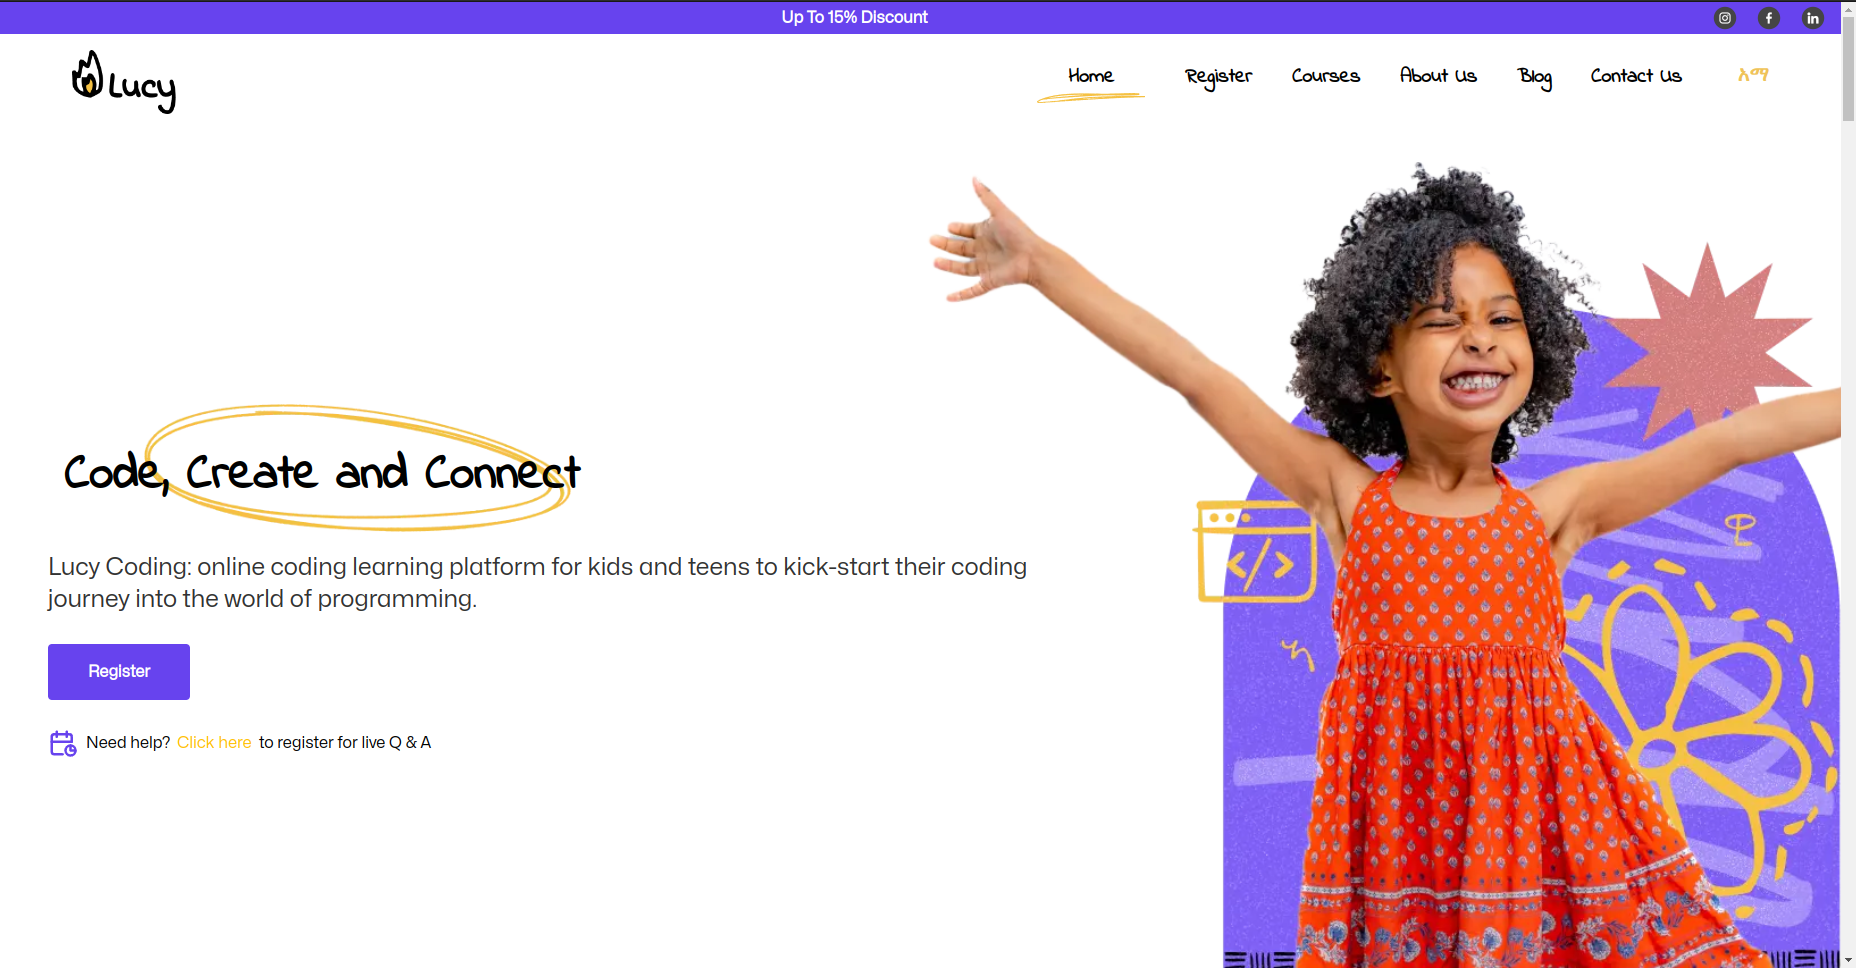 Up To 15% Discount
Lucy
Home Register Courses About Us Blog Contact Us አማ
Code, Create and Connect
Lucy Coding: online coding learning platform for kids and teens to kick-start their coding
journey into the world of programming.
Register
Need help? Click here to register for live Q & A